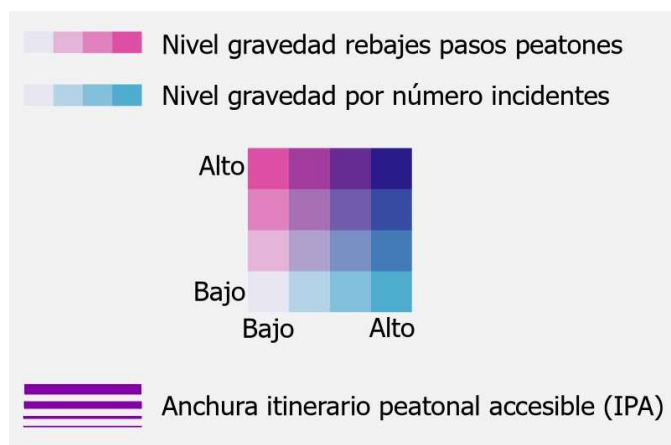 Nivel gravedad rebajes pasos peatones
Nivel gravedad por número incidentes
Alto
Bajo
Bajo Alto
Anchura itinerario peatonal accesible (IPA)